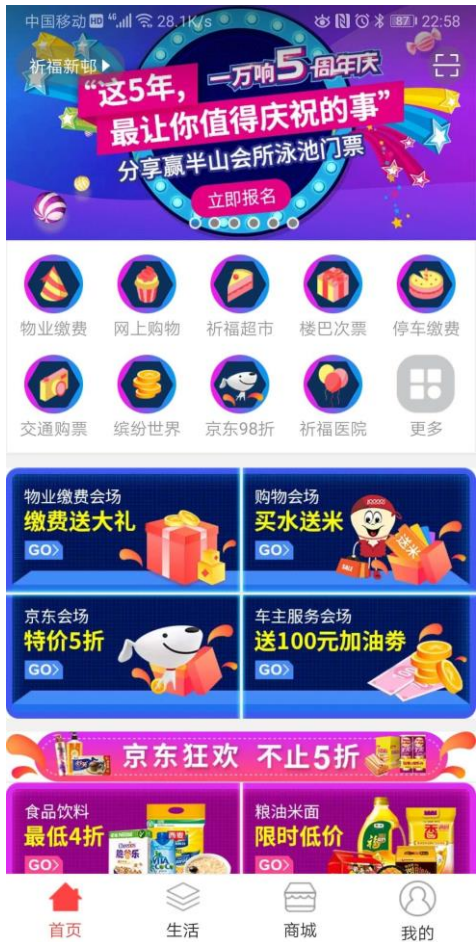 中国移动 HD 4G 28.1K/s 87 22:58
祈福新邨
一万响5周年庆
“这5年，
最让你值得庆祝的事”
分享赢半山会所泳池门票
立即报名
物业缴费 网上购物 祈福超市 楼巴次票 停车缴费
交通购票 缤纷世界 京东98折 祈福医院 更多
物业缴费会场 购物会场
缴费送大礼 买水送米
GO GO
送米
京东会场 车主服务会场
特价5折 送100元加油劵
GO GO
京东狂欢 不止5折
食品饮料 粮油米面
最低4折 限时低价
GO GO
首页 生活 商城 我的